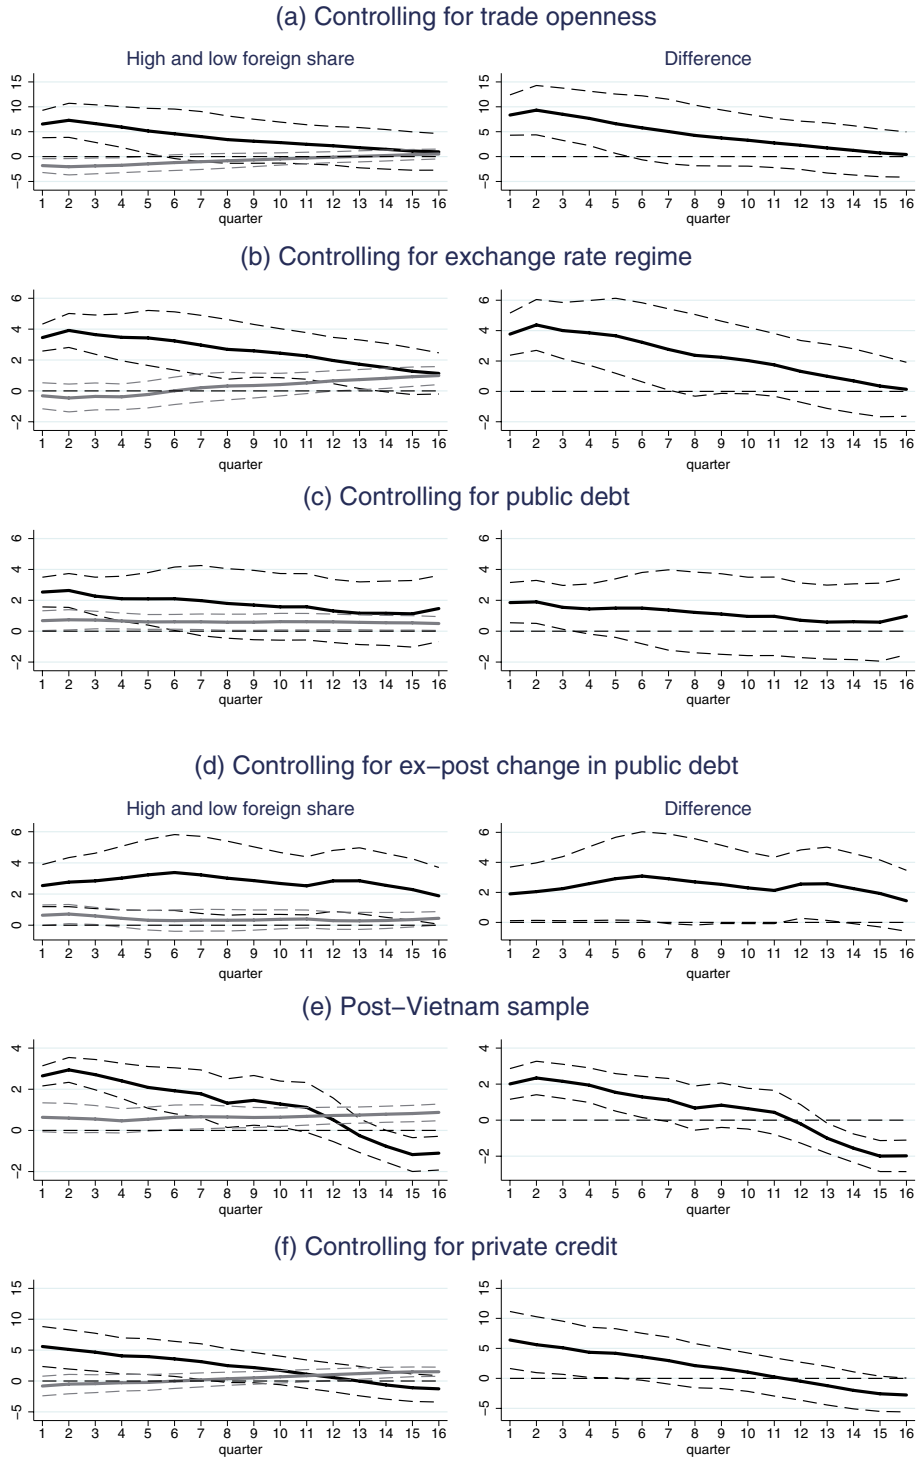 (a) Controlling for trade openness
High and low foreign share
Difference
15
10
5
0
−5
1 2 3 4 5 6 7 8 9 10 11 12 13 14 15 16
quarter
15
10
5
0
−5
1 2 3 4 5 6 7 8 9 10 11 12 13 14 15 16
quarter
(b) Controlling for exchange rate regime
6
4
2
0
−2
1 2 3 4 5 6 7 8 9 10 11 12 13 14 15 16
quarter
6
4
2
0
−2
1 2 3 4 5 6 7 8 9 10 11 12 13 14 15 16
quarter
(c) Controlling for public debt
6
4
2
0
−2
1 2 3 4 5 6 7 8 9 10 11 12 13 14 15 16
quarter
6
4
2
0
−2
1 2 3 4 5 6 7 8 9 10 11 12 13 14 15 16
quarter
(d) Controlling for ex−post change in public debt
High and low foreign share
Difference
6
4
2
0
1 2 3 4 5 6 7 8 9 10 11 12 13 14 15 16
quarter
6
4
2
0
1 2 3 4 5 6 7 8 9 10 11 12 13 14 15 16
quarter
(e) Post−Vietnam sample
4
2
0
−2
1 2 3 4 5 6 7 8 9 10 11 12 13 14 15 16
quarter
4
2
0
−2
1 2 3 4 5 6 7 8 9 10 11 12 13 14 15 16
quarter
(f) Controlling for private credit
15
10
5
0
−5
1 2 3 4 5 6 7 8 9 10 11 12 13 14 15 16
quarter
15
10
5
0
−5
1 2 3 4 5 6 7 8 9 10 11 12 13 14 15 16
quarter